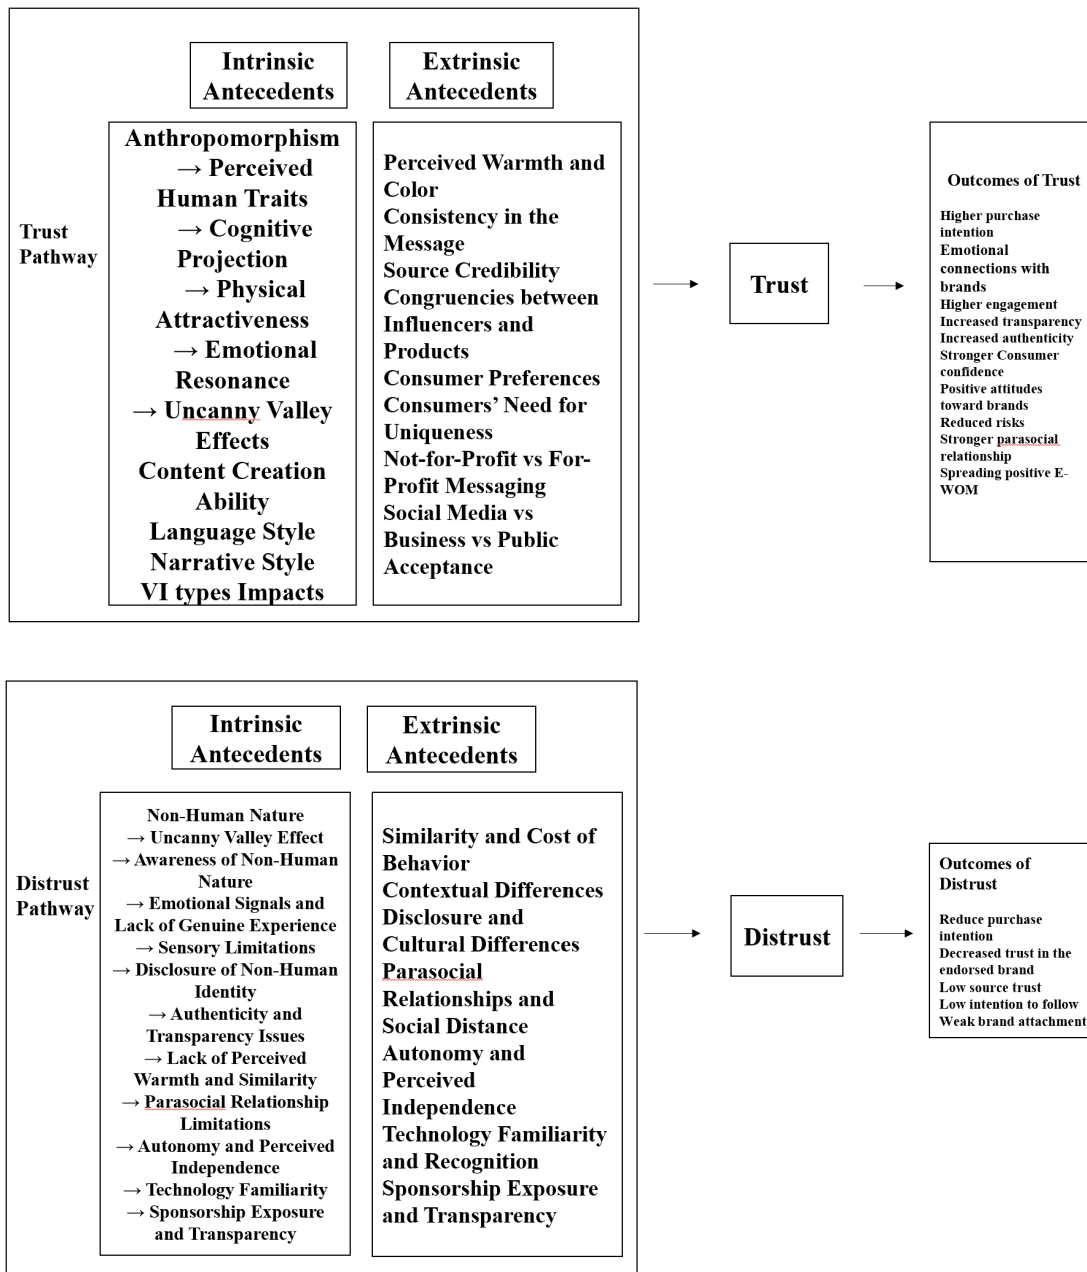 Intrinsic
Antecedents
Extrinsic
Antecedents
Trust
Pathway
Anthropomorphism
→ Perceived
Human Traits
→ Cognitive
Projection
→ Physical
Attractiveness
→ Emotional
Resonance
→ Uncanny Valley
Effects
Content Creation
Ability
Language Style
Narrative Style
VI types Impacts
Perceived Warmth and
Color
Consistency in the
Message
Source Credibility
Congruencies between
Influencers and
Products
Consumer Preferences
Consumers’ Need for
Uniqueness
Not-for-Profit vs For-
Profit Messaging
Social Media vs
Business vs Public
Acceptance
Trust
Outcomes of Trust
Higher purchase
intention
Emotional
connections with
brands
Higher engagement
Increased transparency
Increased authenticity
Stronger Consumer
confidence
Positive attitudes
toward brands
Reduced risks
Stronger parasocial
relationship
Spreading positive E-
WOM
Intrinsic
Antecedents
Extrinsic
Antecedents
Distrust
Pathway
Non-Human Nature
→ Uncanny Valley Effect
→ Awareness of Non-Human
Nature
→ Emotional Signals and
Lack of Genuine Experience
→ Sensory Limitations
→ Disclosure of Non-Human
Identity
→ Authenticity and
Transparency Issues
→ Lack of Perceived
Warmth and Similarity
→ Parasocial Relationship
Limitations
→ Autonomy and Perceived
Independence
→ Technology Familiarity
→ Sponsorship Exposure
and Transparency
Similarity and Cost of
Behavior
Contextual Differences
Disclosure and
Cultural Differences
Parasocial
Relationships and
Social Distance
Autonomy and
Perceived
Independence
Technology Familiarity
and Recognition
Sponsorship Exposure
and Transparency
Distrust
Outcomes of
Distrust
Reduce purchase
intention
Decreased trust in the
endorsed brand
Low source trust
Low intention to follow
Weak brand attachment